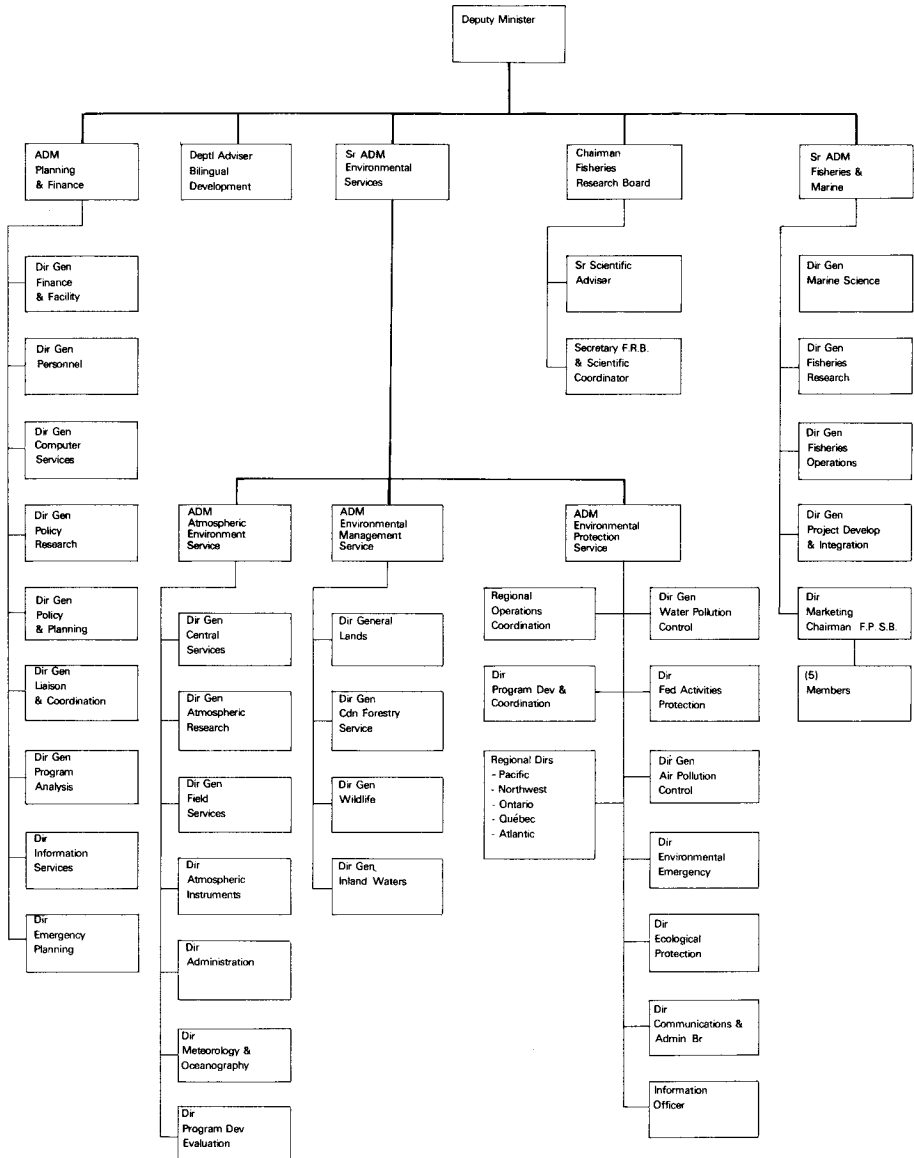 Deputy Minister
ADM
Planning
& Finance
Deptl Adviser
Bilingual
Development
Sr ADM
Environmental
Services
Chairman
Fisheries
Research Board
Sr ADM
Fisheries &
Marine
Dir Gen
Finance
& Facility
Dir Gen
Personnel
Dir Gen
Computer
Services
Dir Gen
Policy
Research
Dir Gen
Policy
& Planning
Dir Gen
Liaison
& Coordination
Dir Gen
Program
Analysis
Dir
Information
Services
Dir
Emergency
Planning
Sr Scientific
Adviser
Secretary F.R.B.
& Scientific
Coordinator
Dir Gen
Marine Science
Dir Gen
Fisheries
Research
Dir Gen
Fisheries
Operations
Dir Gen
Project Develop
& Integration
Dir
Marketing
Chairman F.P.S.B.
(5)
Members
ADM
Atmospheric
Environment
Service
ADM
Environmental
Management
Service
ADM
Environmental
Protection
Service
Dir Gen
Central
Services
Dir Gen
Atmospheric
Research
Dir Gen
Field
Services
Dir
Atmospheric
Instruments
Dir
Administration
Dir
Meteorology &
Oceanography
Dir
Program Dev
Evaluation
Dir General
Lands
Dir Gen
Cdn Forestry
Service
Dir Gen
Wildlife
Dir Gen
Inland Waters
Regional
Operations
Coordination
Dir
Program Dev &
Coordination
Regional Dirs
- Pacific
- Northwest
- Ontario
- Québec
- Atlantic
Dir Gen
Water Pollution
Control
Dir
Fed Activities
Protection
Dir Gen
Air Pollution
Control
Dir
Environmental
Emergency
Dir
Ecological
Protection
Dir
Communications &
Admin Br
Information
Officer